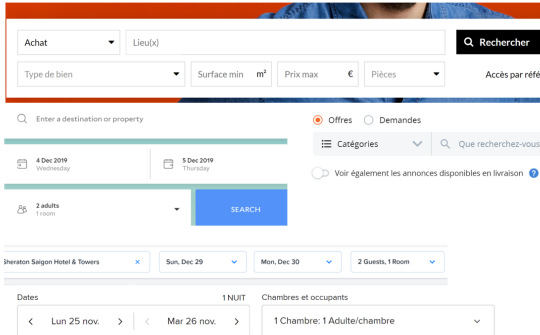 Achat
Lieu(x)
Rechercher
Type de bien
Surface min m²
Prix max €
Pièces
Accès par réfé
Enter a destination or property
Offres
Demandes
Catégories
Que recherchez-vous
Voir également les annonces disponibles en livraison ?
4 Dec 2019
Wednesday
5 Dec 2019
Thursday
2 adults
1 room
SEARCH
Sheraton Saigon Hotel & Towers ×
Sun, Dec 29
Mon, Dec 30
2 Guests, 1 Room
Dates
1 NUIT
Chambres et occupants
< Lun 25 nov. >
< Mar 26 nov. >
1 Chambre: 1 Adulte/chambre